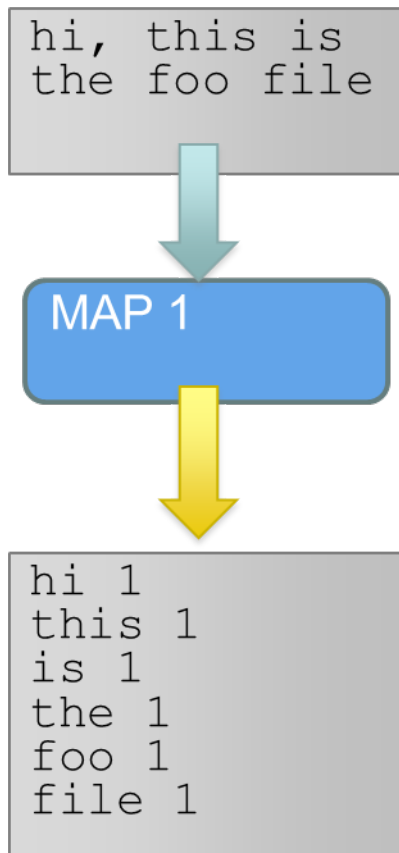 hi, this is
the foo file
MAP 1
hi 1
this 1
is 1
the 1
foo 1
file 1